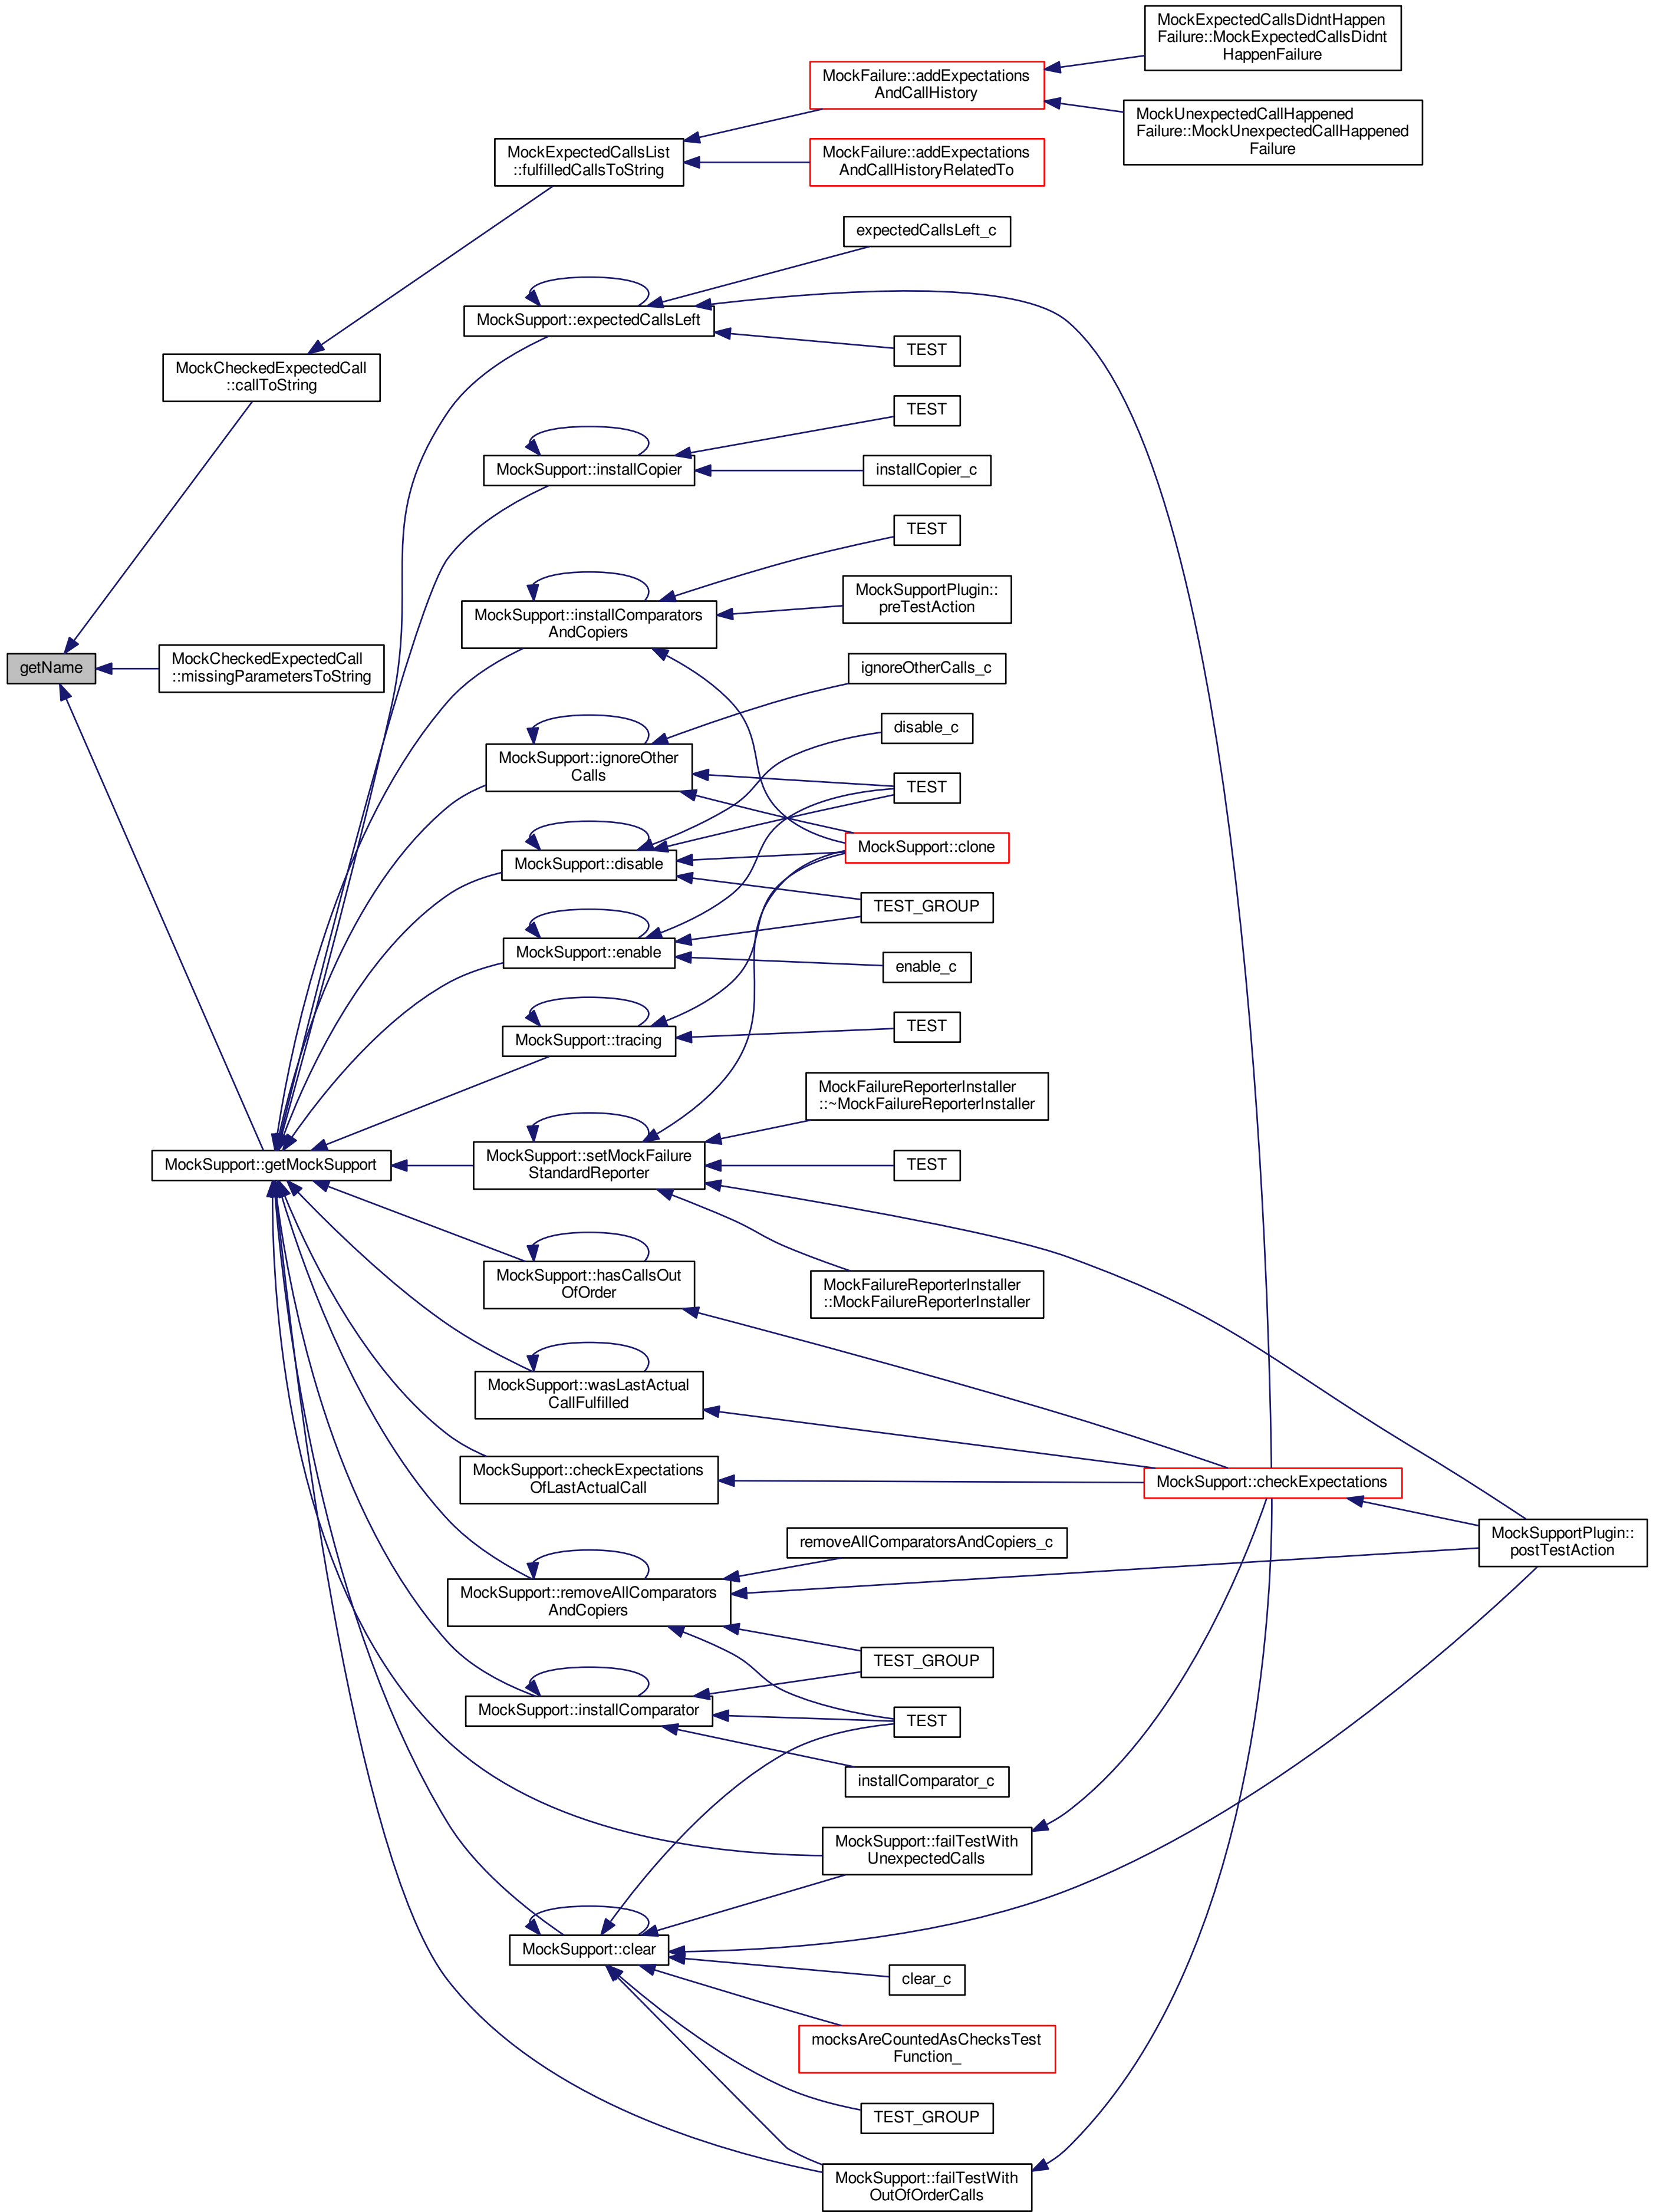 MockExpectedCallsDidntHappen
Failure::MockExpectedCallsDidnt
HappenFailure
MockFailure::addExpectations
AndCallHistory
MockUnexpectedCallHappened
Failure::MockUnexpectedCallHappened
Failure
MockExpectedCallsList
::fulfilledCallsToString
MockFailure::addExpectations
AndCallHistoryRelatedTo
expectedCallsLeft_c
MockSupport::expectedCallsLeft
TEST
MockCheckedExpectedCall
::callToString
TEST
MockSupport::installCopier
installCopier_c
TEST
MockSupport::installComparators
AndCopiers
MockSupportPlugin::
preTestAction
getName
MockCheckedExpectedCall
::missingParametersToString
ignoreOtherCalls_c
disable_c
MockSupport::ignoreOther
Calls
TEST
MockSupport::clone
MockSupport::disable
TEST_GROUP
MockSupport::enable
enable_c
TEST
MockSupport::tracing
MockFailureReporterInstaller
::~MockFailureReporterInstaller
MockSupport::getMockSupport
MockSupport::setMockFailure
StandardReporter
TEST
MockSupport::hasCallsOut
OfOrder
MockFailureReporterInstaller
::MockFailureReporterInstaller
MockSupport::wasLastActual
CallFulfilled
MockSupport::checkExpectations
OfLastActualCall
MockSupport::checkExpectations
MockSupportPlugin::
postTestAction
removeAllComparatorsAndCopiers_c
MockSupport::removeAllComparators
AndCopiers
TEST_GROUP
MockSupport::installComparator
TEST
installComparator_c
MockSupport::failTestWith
UnexpectedCalls
MockSupport::clear
clear_c
mocksAreCountedAsChecksTest
Function_
TEST_GROUP
MockSupport::failTestWith
OutOfOrderCalls